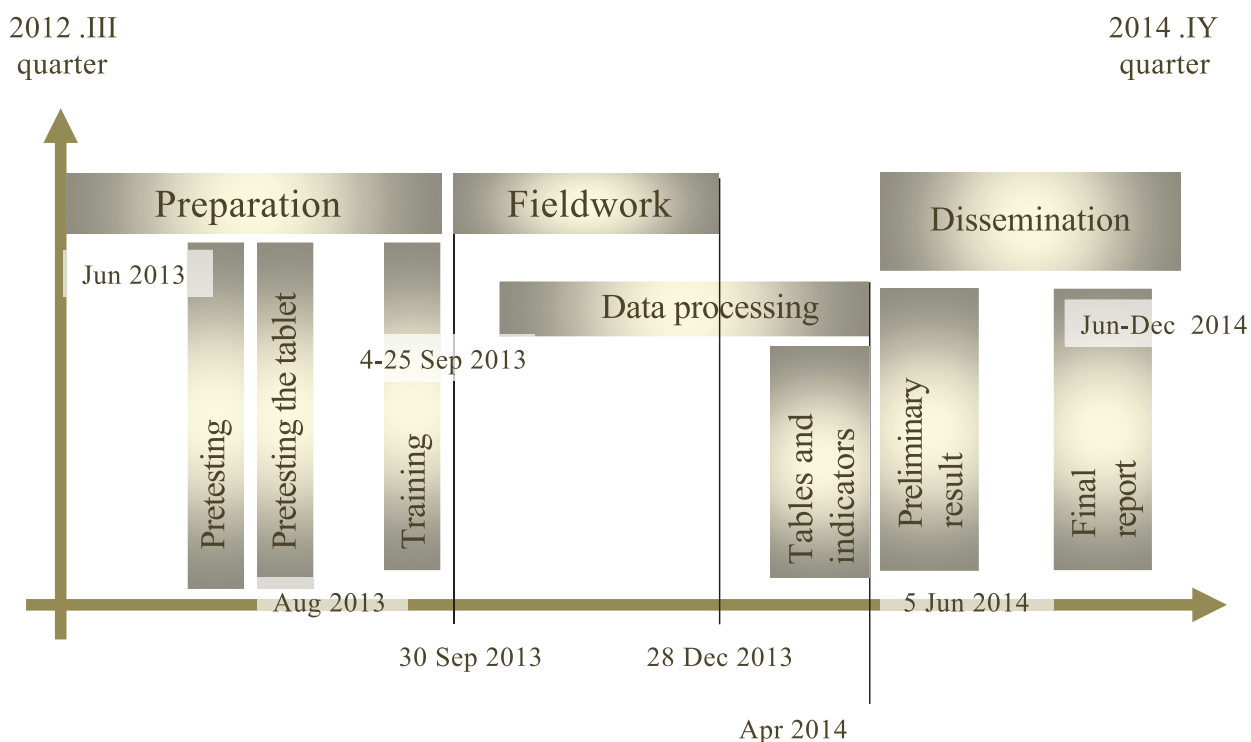 2012 .III
quarter
2014 .IY
quarter
Preparation
Fieldwork
Dissemination
Jun 2013
Data processing
Jun-Dec 2014
4-25 Sep 2013
Pretesting
Pretesting the tablet
Training
Tables and
indicators
Preliminary
result
Final
report
Aug 2013
5 Jun 2014
30 Sep 2013
28 Dec 2013
Apr 2014